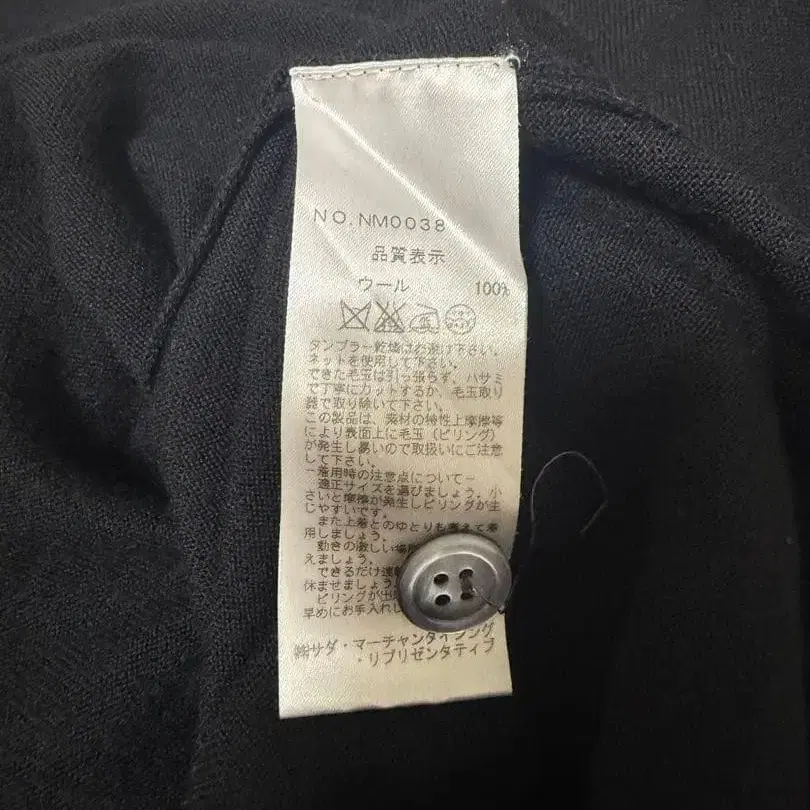 NO.NM0038
品質表示
ウール 100%
タンブラー乾燥はお避け下さい。
ネットを使用して下さい。
できた毛玉は引っ張らず、ハサミ
で丁寧にカットするか、毛玉取り
器で取り除いて下さい。
この製品は、素材の特性上摩擦等
により表面上に毛玉(ピリング)
が発生し易いので取扱いにご注意
して下さい。
ー着用時の注意点についてー
適正サイズを選びましょう。小
さいと摩擦が発生しピリングが生
じやすいです。
また上着とのゆとりも考えて着
用しましょう。
動きの激しい場所
えましょう。
できるだけ連続
休ませましょう
ピリングが出
早めにお手入れし
㈱サダ・マーチャンダイジング
・リプリゼンタティブ